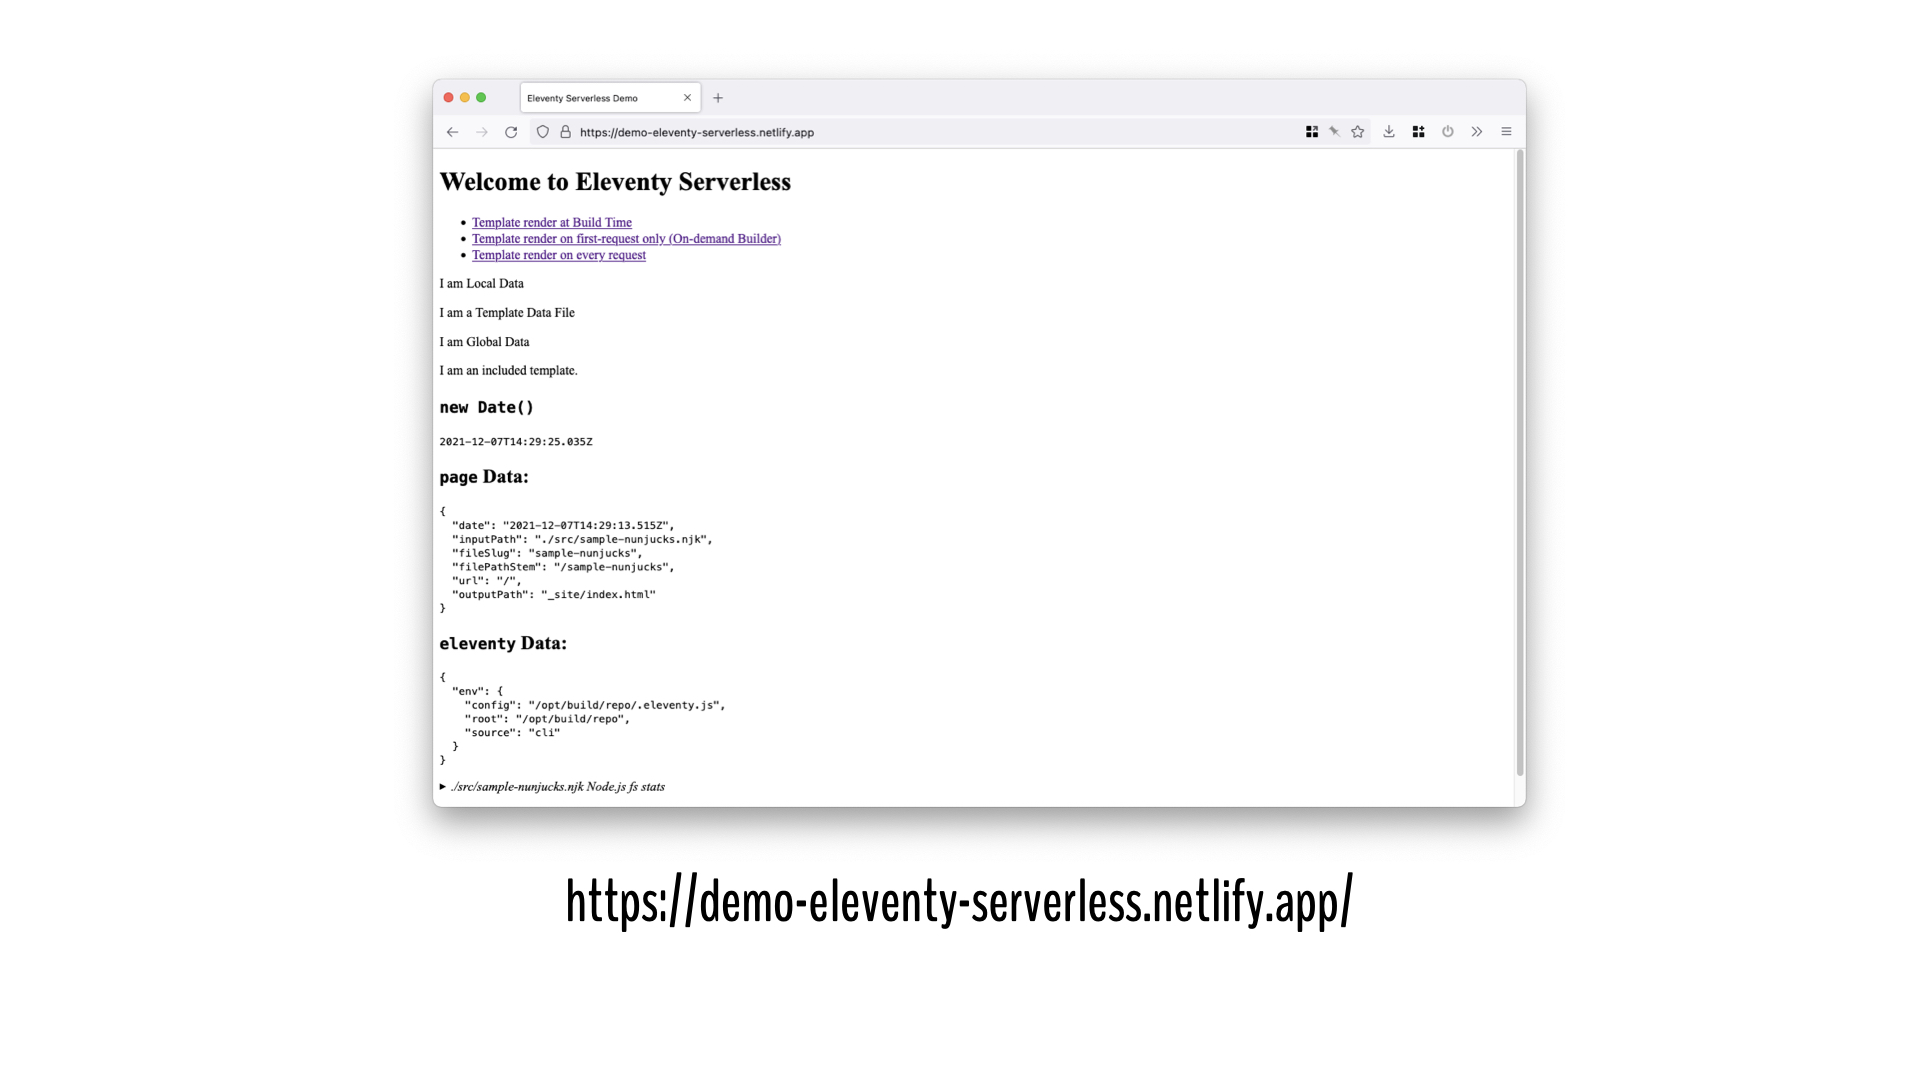 Eleventy Serverless Demo
https://demo-eleventy-serverless.netlify.app
Welcome to Eleventy Serverless
• Template render at Build Time
• Template render on first-request only (On-demand Builder)
• Template render on every request
I am Local Data
I am a Template Data File
I am Global Data
I am an included template.
new Date()
2021-12-07T14:29:25.035Z
page Data:
{
  "date": "2021-12-07T14:29:13.515Z",
  "inputPath": "./src/sample-nunjucks.njk",
  "fileSlug": "sample-nunjucks",
  "filePathStem": "/sample-nunjucks",
  "url": "/",
  "outputPath": "_site/index.html"
}
eleventy Data:
{
  "env": {
    "config": "/opt/build/repo/.eleventy.js",
    "root": "/opt/build/repo",
    "source": "cli"
  }
}
▶ ./src/sample-nunjucks.njk Node.js fs stats
https://demo-eleventy-serverless.netlify.app/